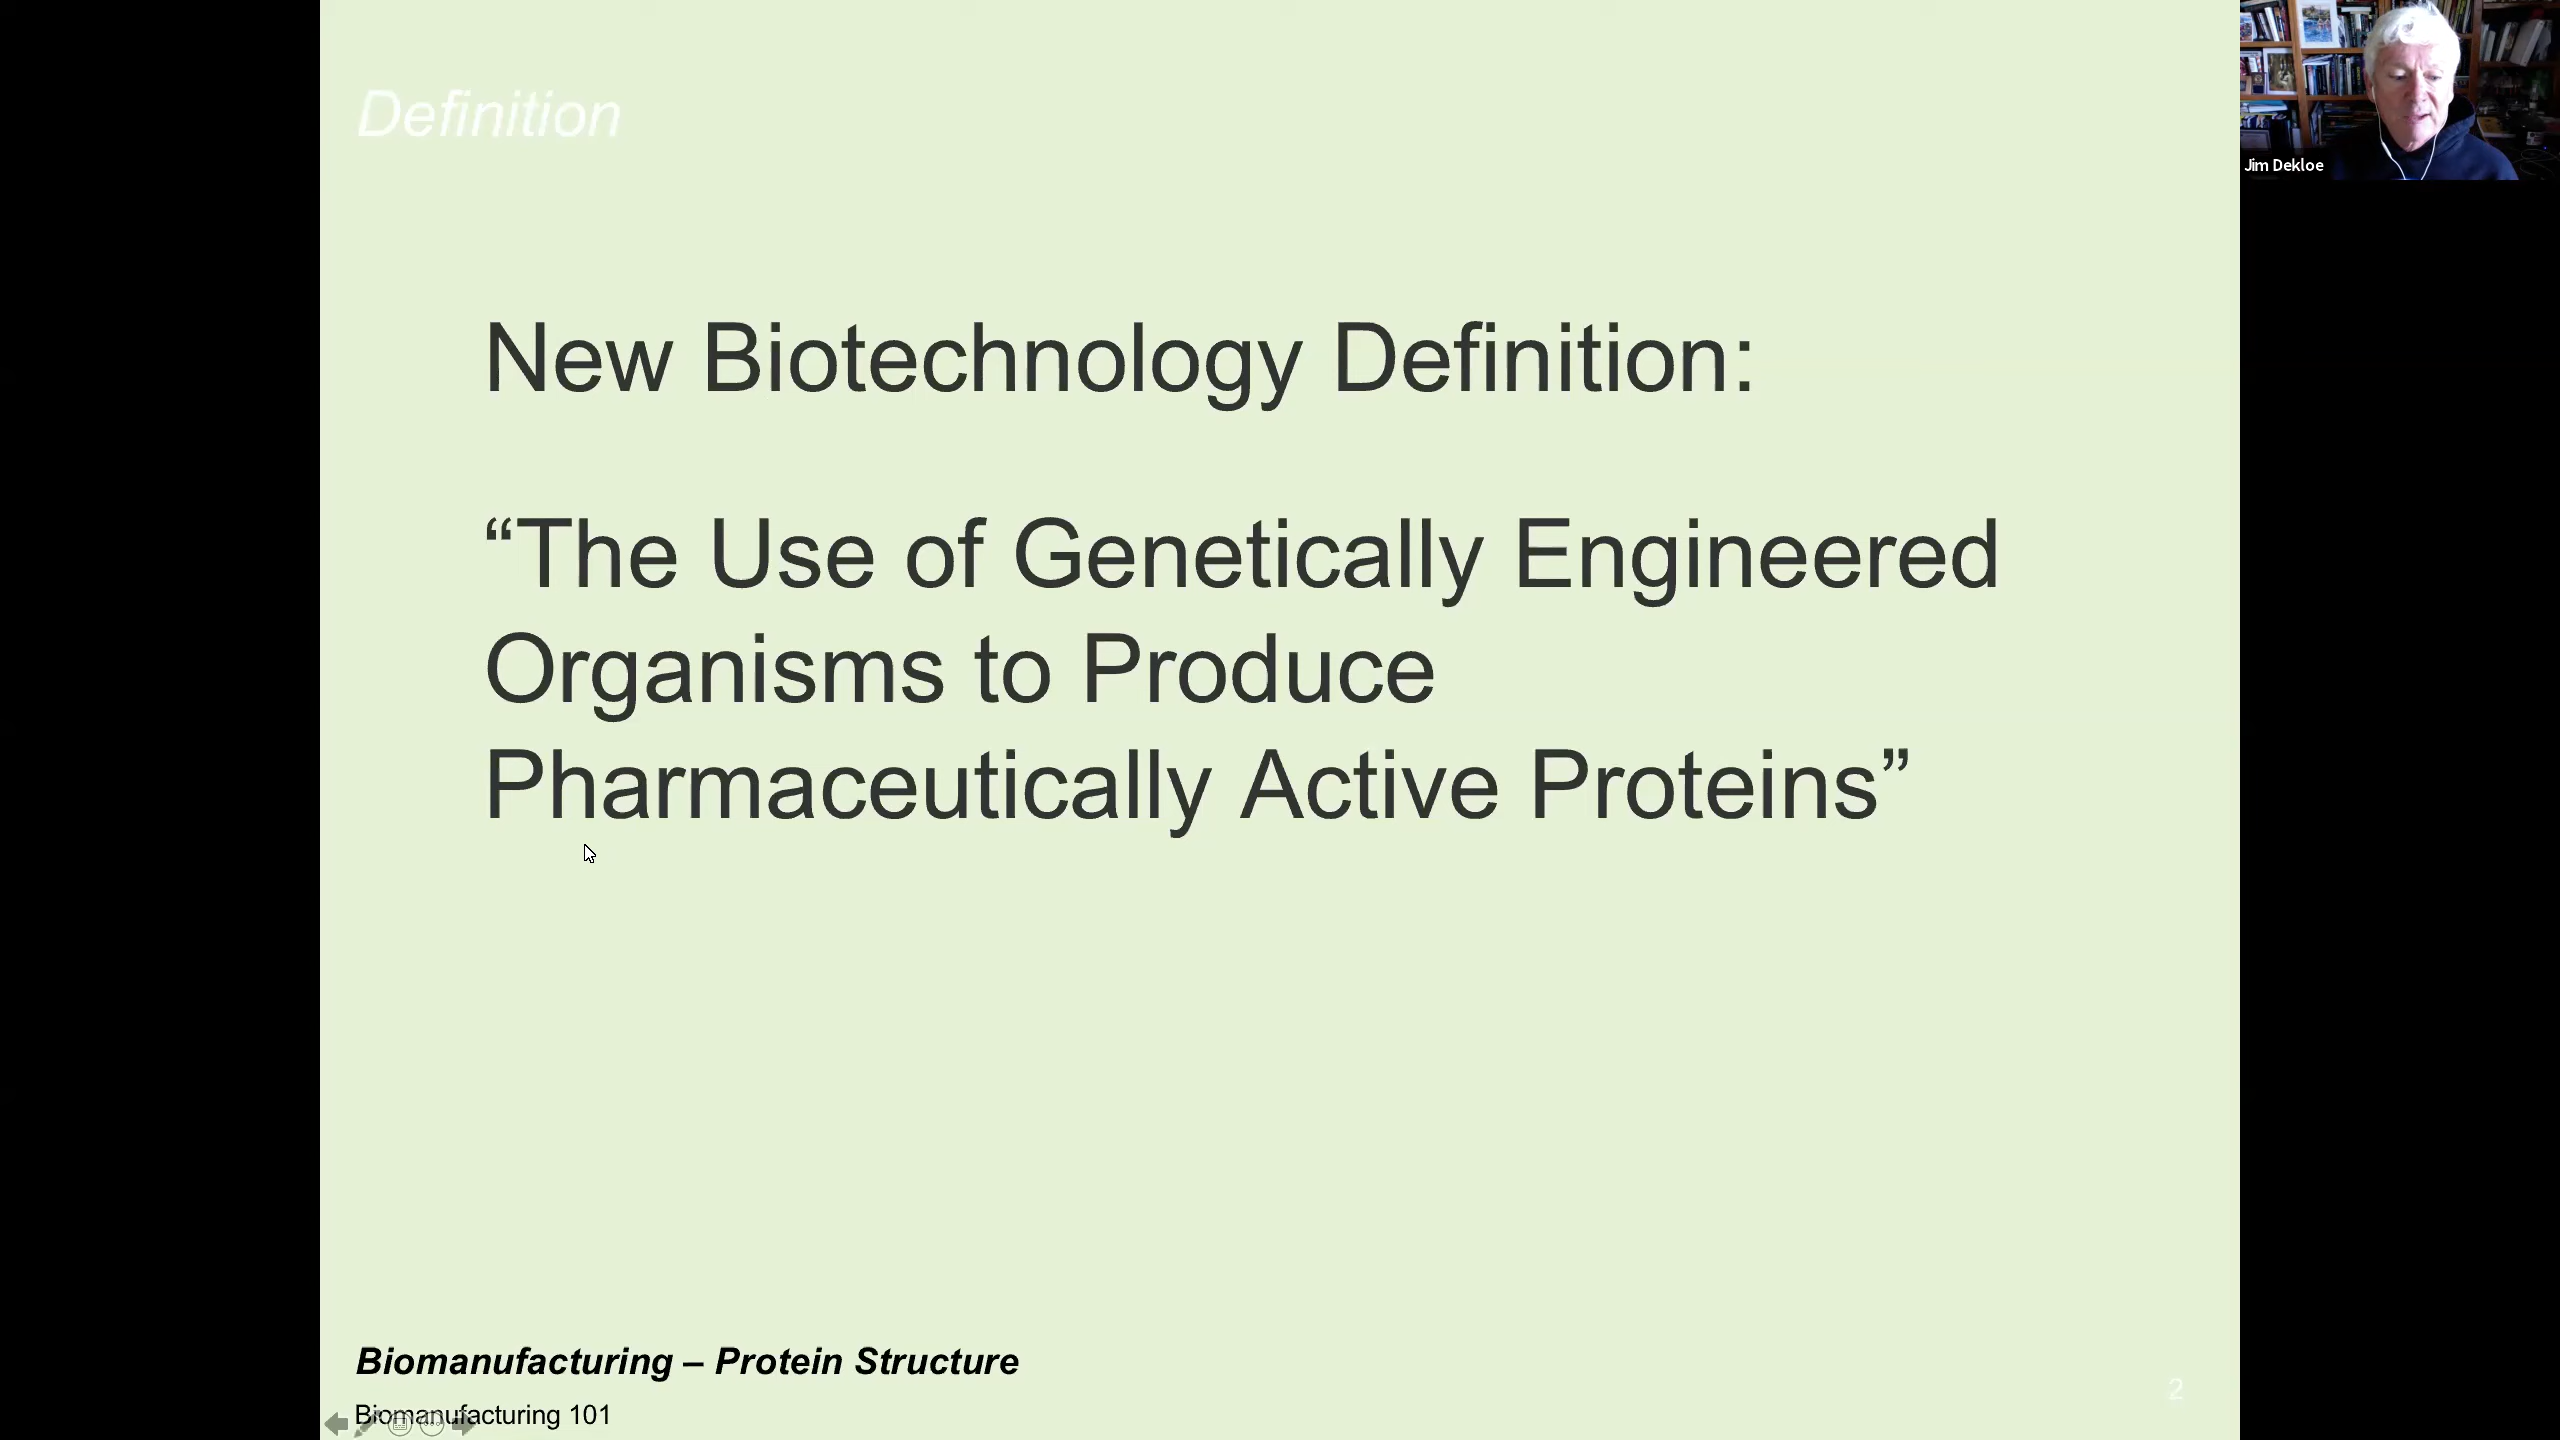 Definition
Jim Dekloe
New Biotechnology Definition:
“The Use of Genetically Engineered
Organisms to Produce
Pharmaceutically Active Proteins”
Biomanufacturing – Protein Structure
2
Biomanufacturing 101